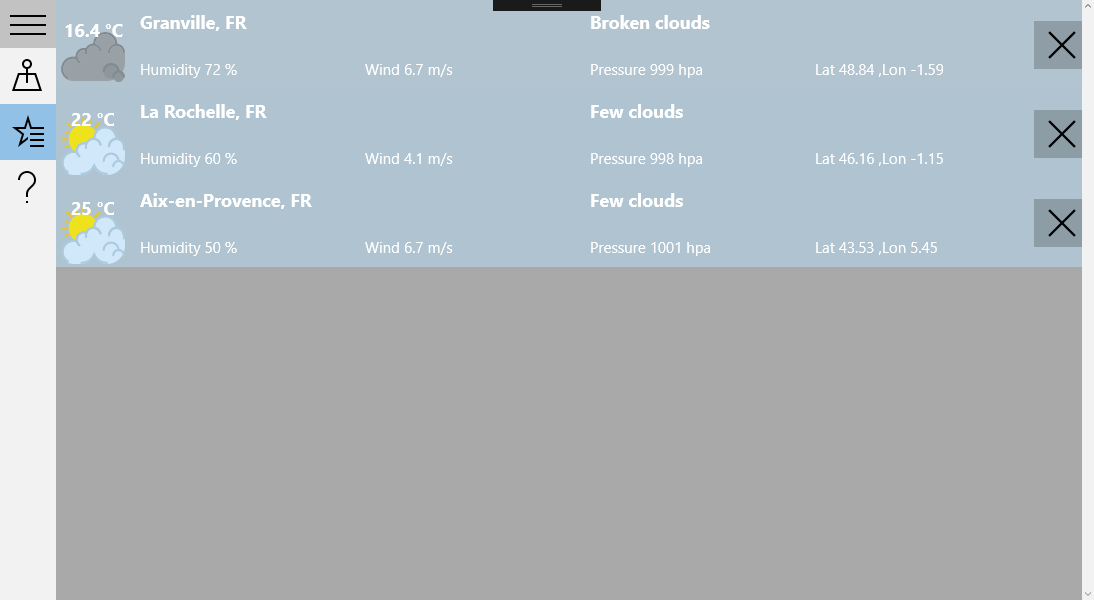 16.4 °C Granville, FR Broken clouds
Humidity 72 % Wind 6.7 m/s Pressure 999 hpa Lat 48.84 ,Lon -1.59
22 °C La Rochelle, FR Few clouds
Humidity 60 % Wind 4.1 m/s Pressure 998 hpa Lat 46.16 ,Lon -1.15
25 °C Aix-en-Provence, FR Few clouds
Humidity 50 % Wind 6.7 m/s Pressure 1001 hpa Lat 43.53 ,Lon 5.45